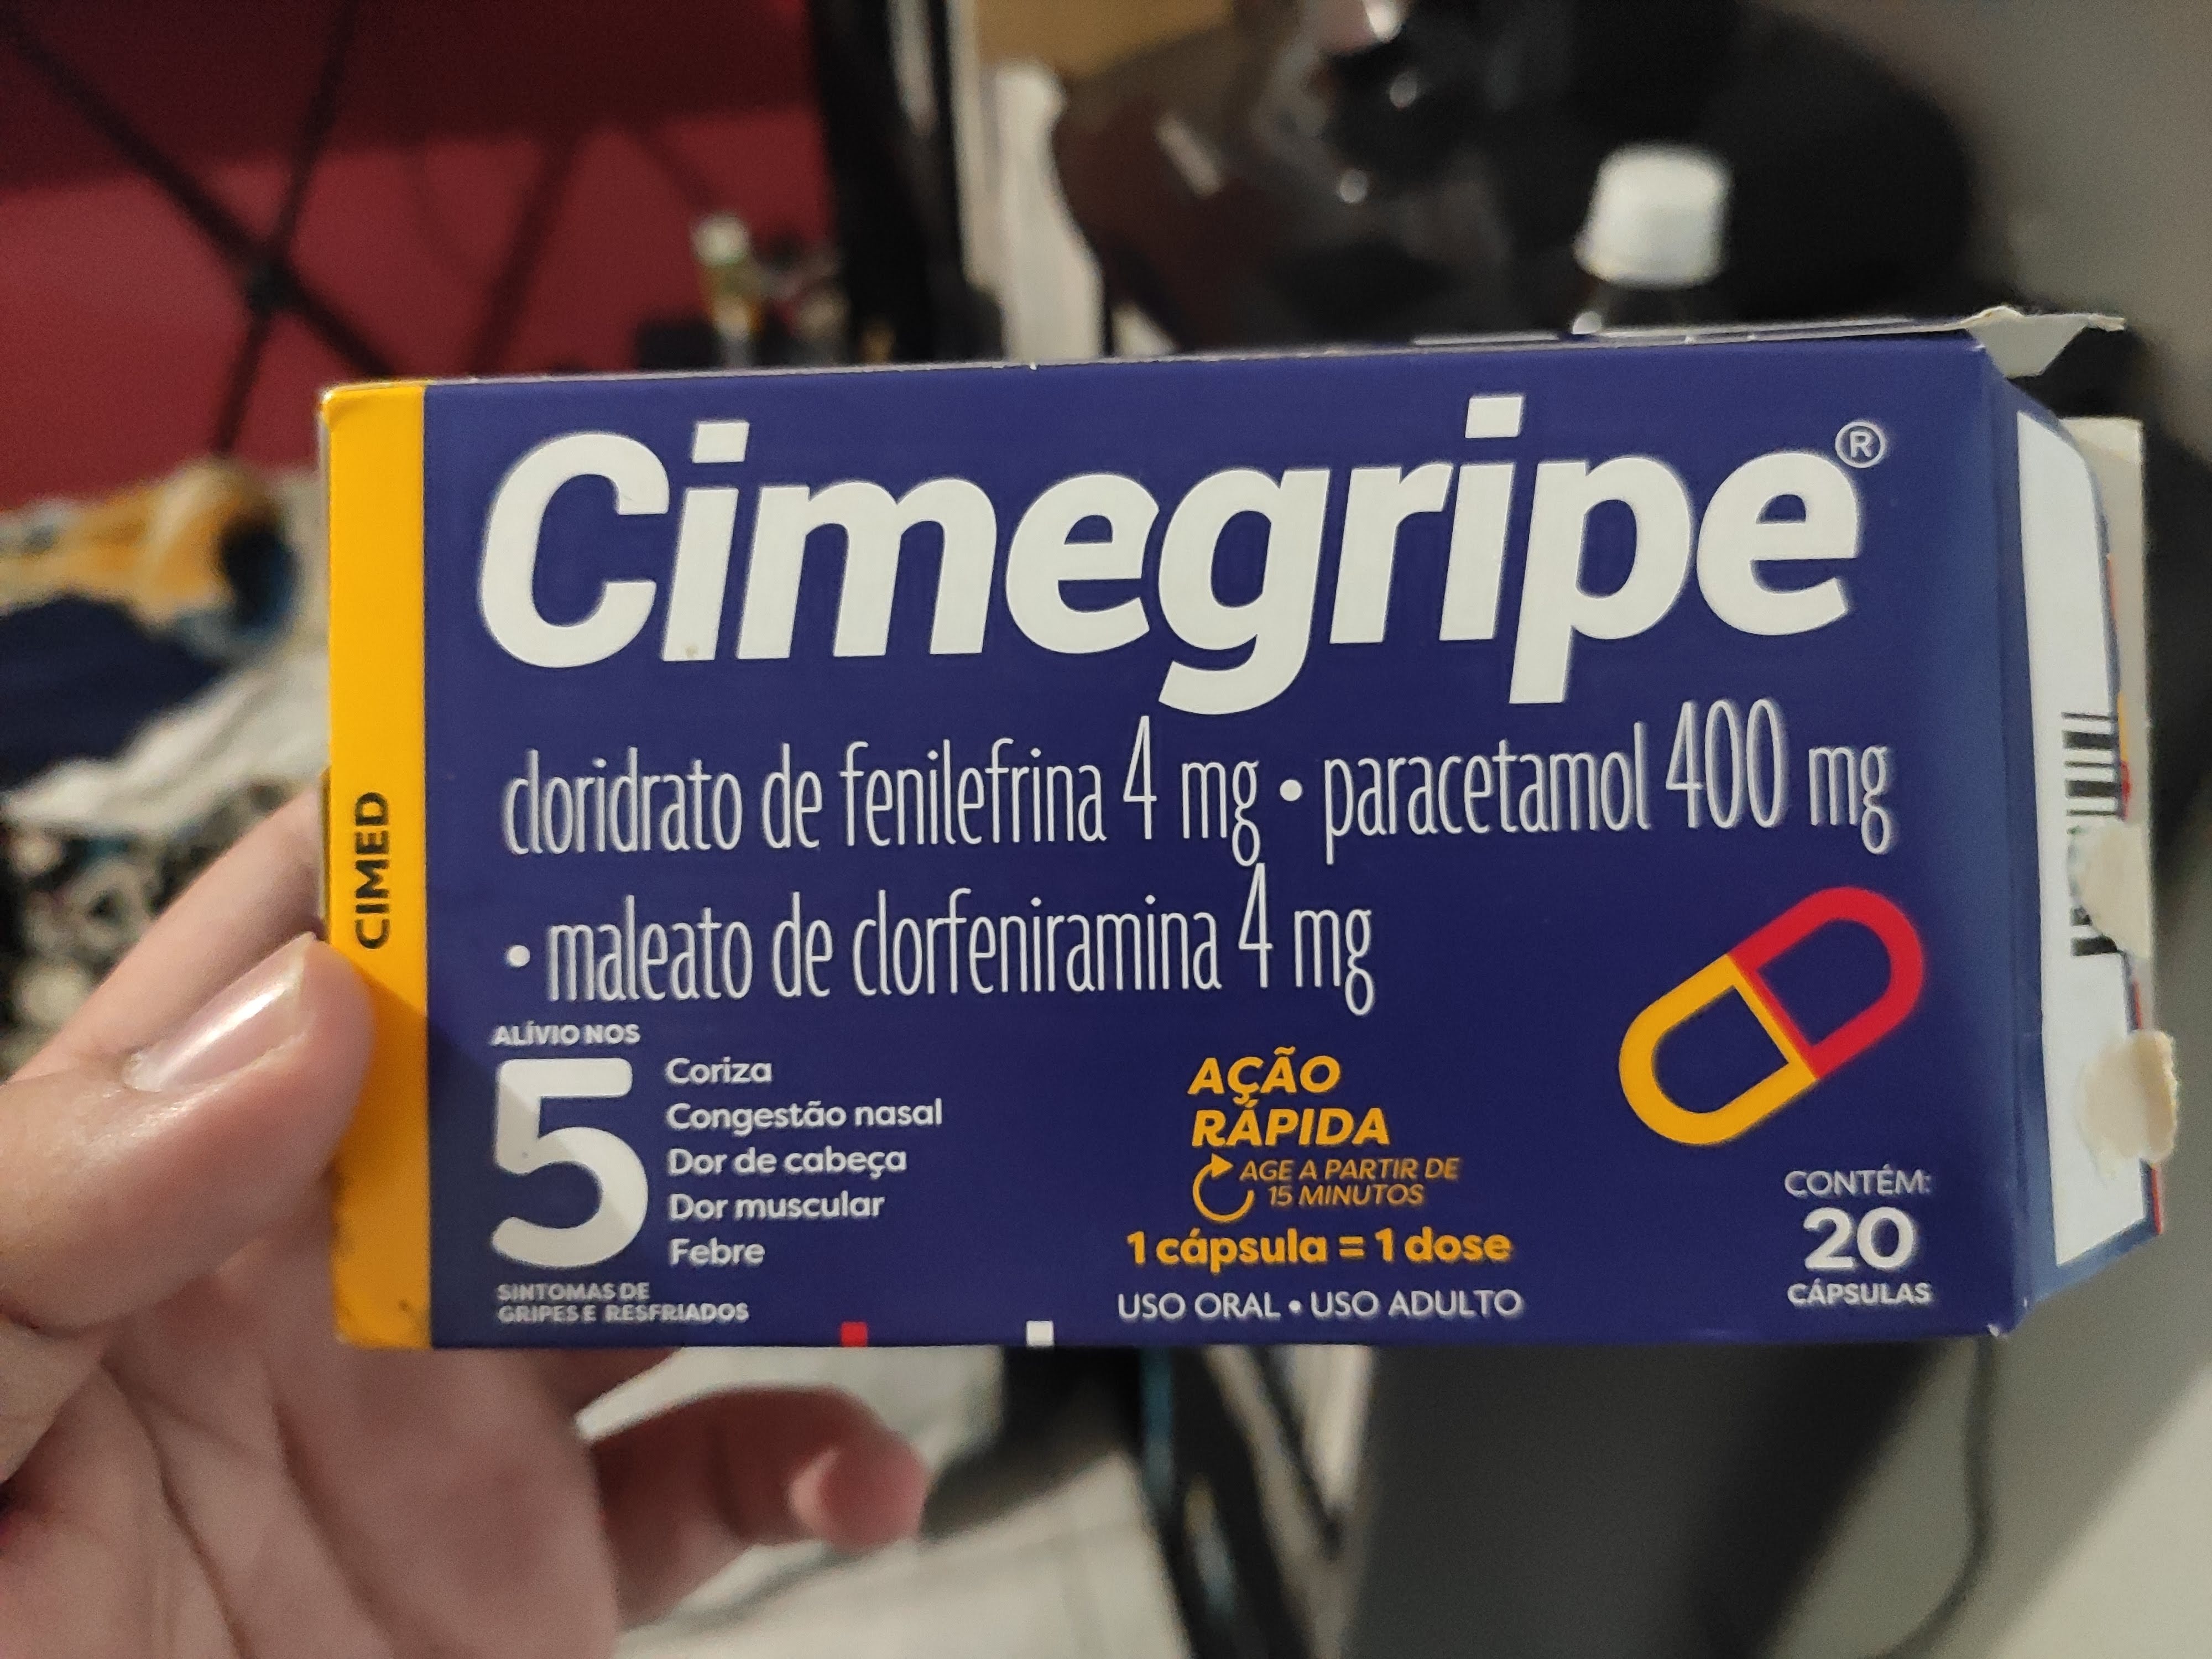 Cimegripe®
cloridrato de fenilefrina 4 mg • paracetamol 400 mg
• maleato de clorfeniramina 4 mg
CIMED
ALÍVIO NOS
5
Coriza
Congestão nasal
Dor de cabeça
Dor muscular
Febre
SINTOMAS DE
GRIPES E RESFRIADOS
AÇÃO
RÁPIDA
AGE A PARTIR DE
15 MINUTOS
1 cápsula = 1 dose
USO ORAL • USO ADULTO
CONTÉM:
20
CÁPSULAS